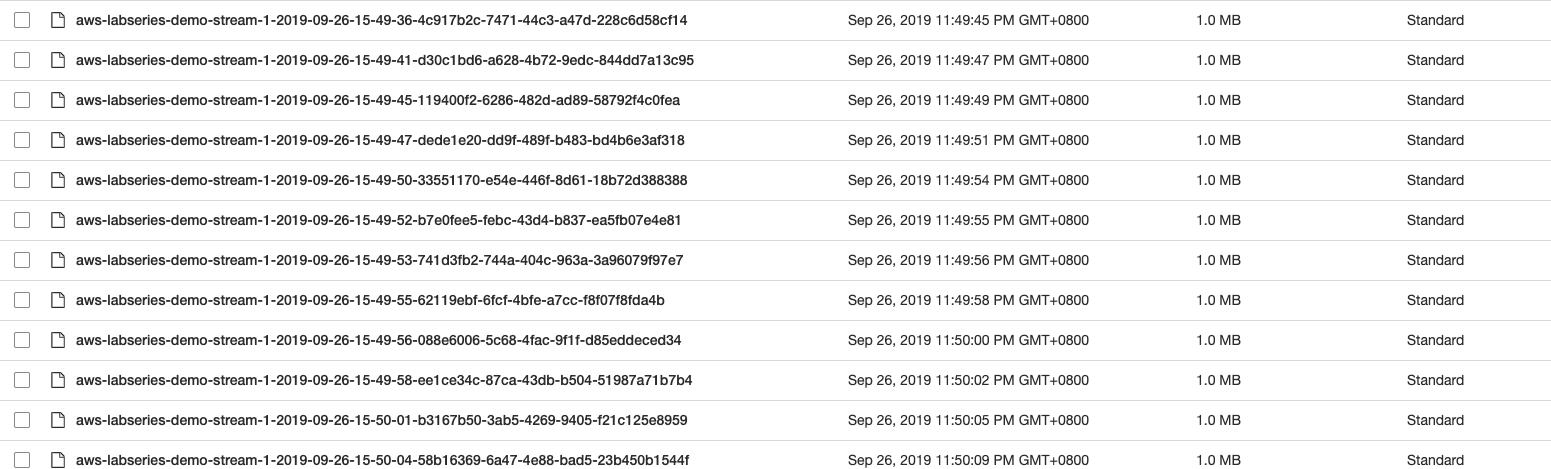 aws-labseries-demo-stream-1-2019-09-26-15-49-36-4c917b2c-7471-44c3-a47d-228c6d58cf14 Sep 26, 2019 11:49:45 PM GMT+0800 1.0 MB Standard
aws-labseries-demo-stream-1-2019-09-26-15-49-41-d30c1bd6-a628-4b72-9edc-844dd7a13c95 Sep 26, 2019 11:49:47 PM GMT+0800 1.0 MB Standard
aws-labseries-demo-stream-1-2019-09-26-15-49-45-119400f2-6286-482d-ad89-58792f4c0fea Sep 26, 2019 11:49:49 PM GMT+0800 1.0 MB Standard
aws-labseries-demo-stream-1-2019-09-26-15-49-47-dede1e20-dd9f-489f-b483-bd4b6e3af318 Sep 26, 2019 11:49:51 PM GMT+0800 1.0 MB Standard
aws-labseries-demo-stream-1-2019-09-26-15-49-50-33551170-e54e-446f-8d61-18b72d388388 Sep 26, 2019 11:49:54 PM GMT+0800 1.0 MB Standard
aws-labseries-demo-stream-1-2019-09-26-15-49-52-b7e0fee5-febc-43d4-b837-ea5fb07e4e81 Sep 26, 2019 11:49:55 PM GMT+0800 1.0 MB Standard
aws-labseries-demo-stream-1-2019-09-26-15-49-53-741d3fb2-744a-404c-963a-3a96079f97e7 Sep 26, 2019 11:49:56 PM GMT+0800 1.0 MB Standard
aws-labseries-demo-stream-1-2019-09-26-15-49-55-62119ebf-6fcf-4bfe-a7cc-f8f07f8fda4b Sep 26, 2019 11:49:58 PM GMT+0800 1.0 MB Standard
aws-labseries-demo-stream-1-2019-09-26-15-49-56-088e6006-5c68-4fac-9f1f-d85eddeced34 Sep 26, 2019 11:50:00 PM GMT+0800 1.0 MB Standard
aws-labseries-demo-stream-1-2019-09-26-15-49-58-ee1ce34c-87ca-43db-b504-51987a71b7b4 Sep 26, 2019 11:50:02 PM GMT+0800 1.0 MB Standard
aws-labseries-demo-stream-1-2019-09-26-15-50-01-b3167b50-3ab5-4269-9405-f21c125e8959 Sep 26, 2019 11:50:05 PM GMT+0800 1.0 MB Standard
aws-labseries-demo-stream-1-2019-09-26-15-50-04-58b16369-6a47-4e88-bad5-23b450b1544f Sep 26, 2019 11:50:09 PM GMT+0800 1.0 MB Standard